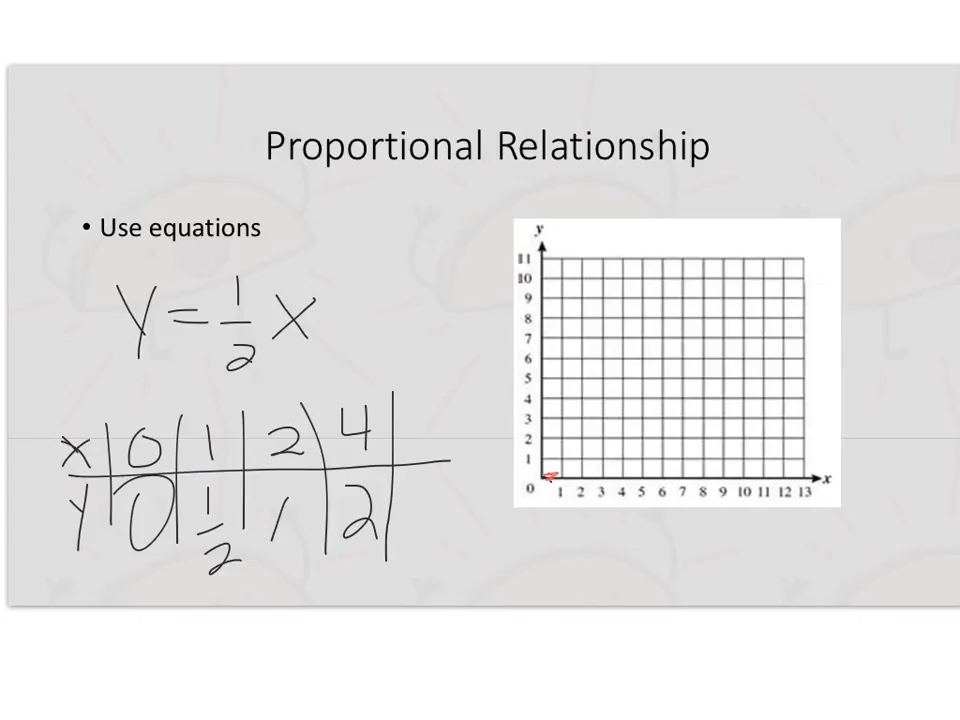 Proportional Relationship
• Use equations
y = 1/2 x
x | 0 | 1 | 2 | 4
y | 0 | 1/2 | 1 | 2
y
11
10
9
8
7
6
5
4
3
2
1
0 1 2 3 4 5 6 7 8 9 10 11 12 13 x